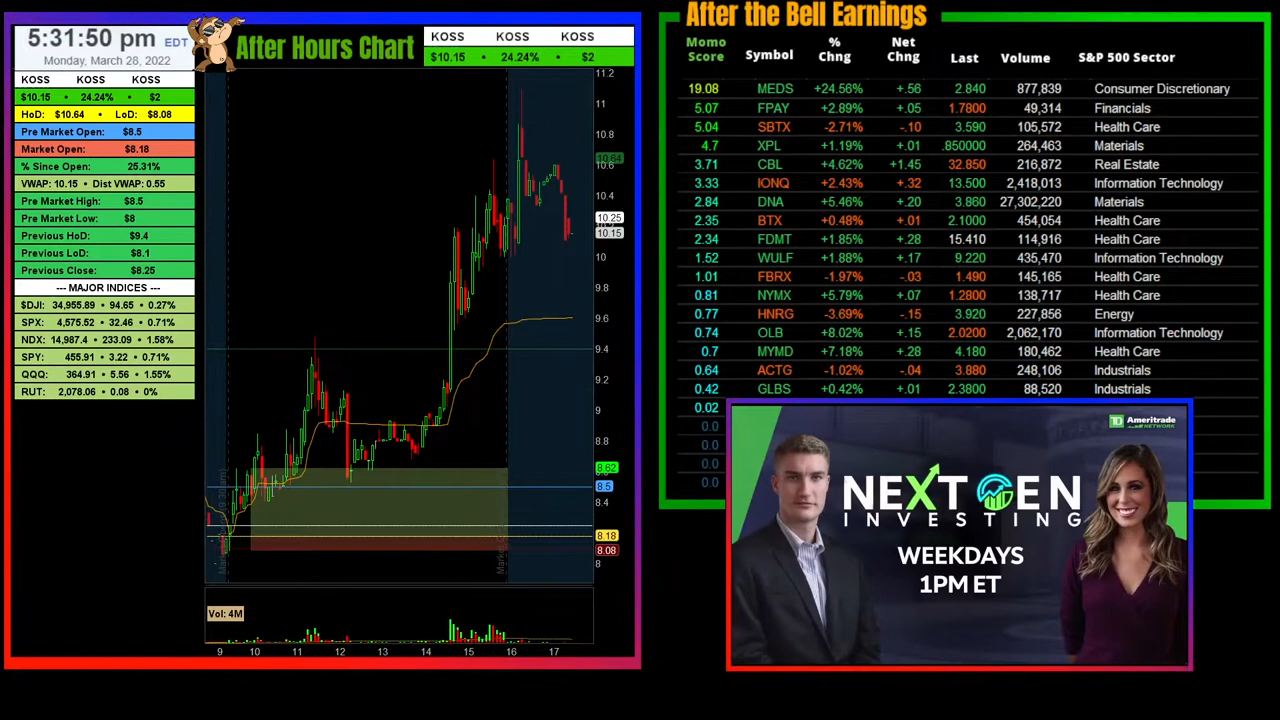 5:31:50 pm EDT
Monday, March 28, 2022
After Hours Chart
KOSS KOSS KOSS
$10.15 • 24.24% • $2
KOSS KOSS KOSS
$10.15 • 24.24% • $2
HoD: $10.64 • LoD: $8.08
Pre Market Open: $8.5
Market Open: $8.18
% Since Open: 25.31%
VWAP: 10.15 • Dist VWAP: 0.55
Pre Market High: $8.5
Pre Market Low: $8
Previous HoD: $9.4
Previous LoD: $8.1
Previous Close: $8.25
--- MAJOR INDICES ---
$DJI: 34,955.89 • 94.65 • 0.27%
SPX: 4,575.52 • 32.46 • 0.71%
NDX: 14,987.4 • 233.09 • 1.58%
SPY: 455.91 • 3.22 • 0.71%
QQQ: 364.91 • 5.56 • 1.55%
RUT: 2,078.06 • 0.08 • 0%
11.2
11
10.8
10.64
10.6
10.4
10.25
10.15
10
9.8
9.6
9.4
9.2
9
8.8
8.62
8.5
8.4
8.18
8.08
8
Vol: 4M
9 10 11 12 13 14 15 16 17
After the Bell Earnings
Momo Score Symbol % Chng Net Chng Last Volume S&P 500 Sector
19.08 MEDS +24.56% +.56 2.840 877,839 Consumer Discretionary
5.07 FPAY +2.89% +.05 1.7800 49,314 Financials
5.04 SBTX -2.71% -.10 3.590 105,572 Health Care
4.7 XPL +1.19% +.01 .850000 264,463 Materials
3.71 CBL +4.62% +1.45 32.850 216,872 Real Estate
3.33 IONQ +2.43% +.32 13.500 2,418,013 Information Technology
2.84 DNA +5.46% +.20 3.860 27,302,220 Materials
2.35 BTX +0.48% +.01 2.1000 454,054 Health Care
2.34 FDMT +1.85% +.28 15.410 114,916 Health Care
1.52 WULF +1.88% +.17 9.220 435,470 Information Technology
1.01 FBRX -1.97% -.03 1.490 145,165 Health Care
0.81 NYMX +5.79% +.07 1.2800 138,717 Health Care
0.77 HNRG -3.69% -.15 3.920 227,856 Energy
0.74 OLB +8.02% +.15 2.0200 2,062,170 Information Technology
0.7 MYMD +7.18% +.28 4.180 180,462 Health Care
0.64 ACTG -1.02% -.04 3.880 248,106 Industrials
0.42 GLBS +0.42% +.01 2.3800 88,520 Industrials
0.02
0.0
0.0
0.0
0.0
TD Ameritrade
NETWORK
NEXT GEN
INVESTING
WEEKDAYS
1PM ET